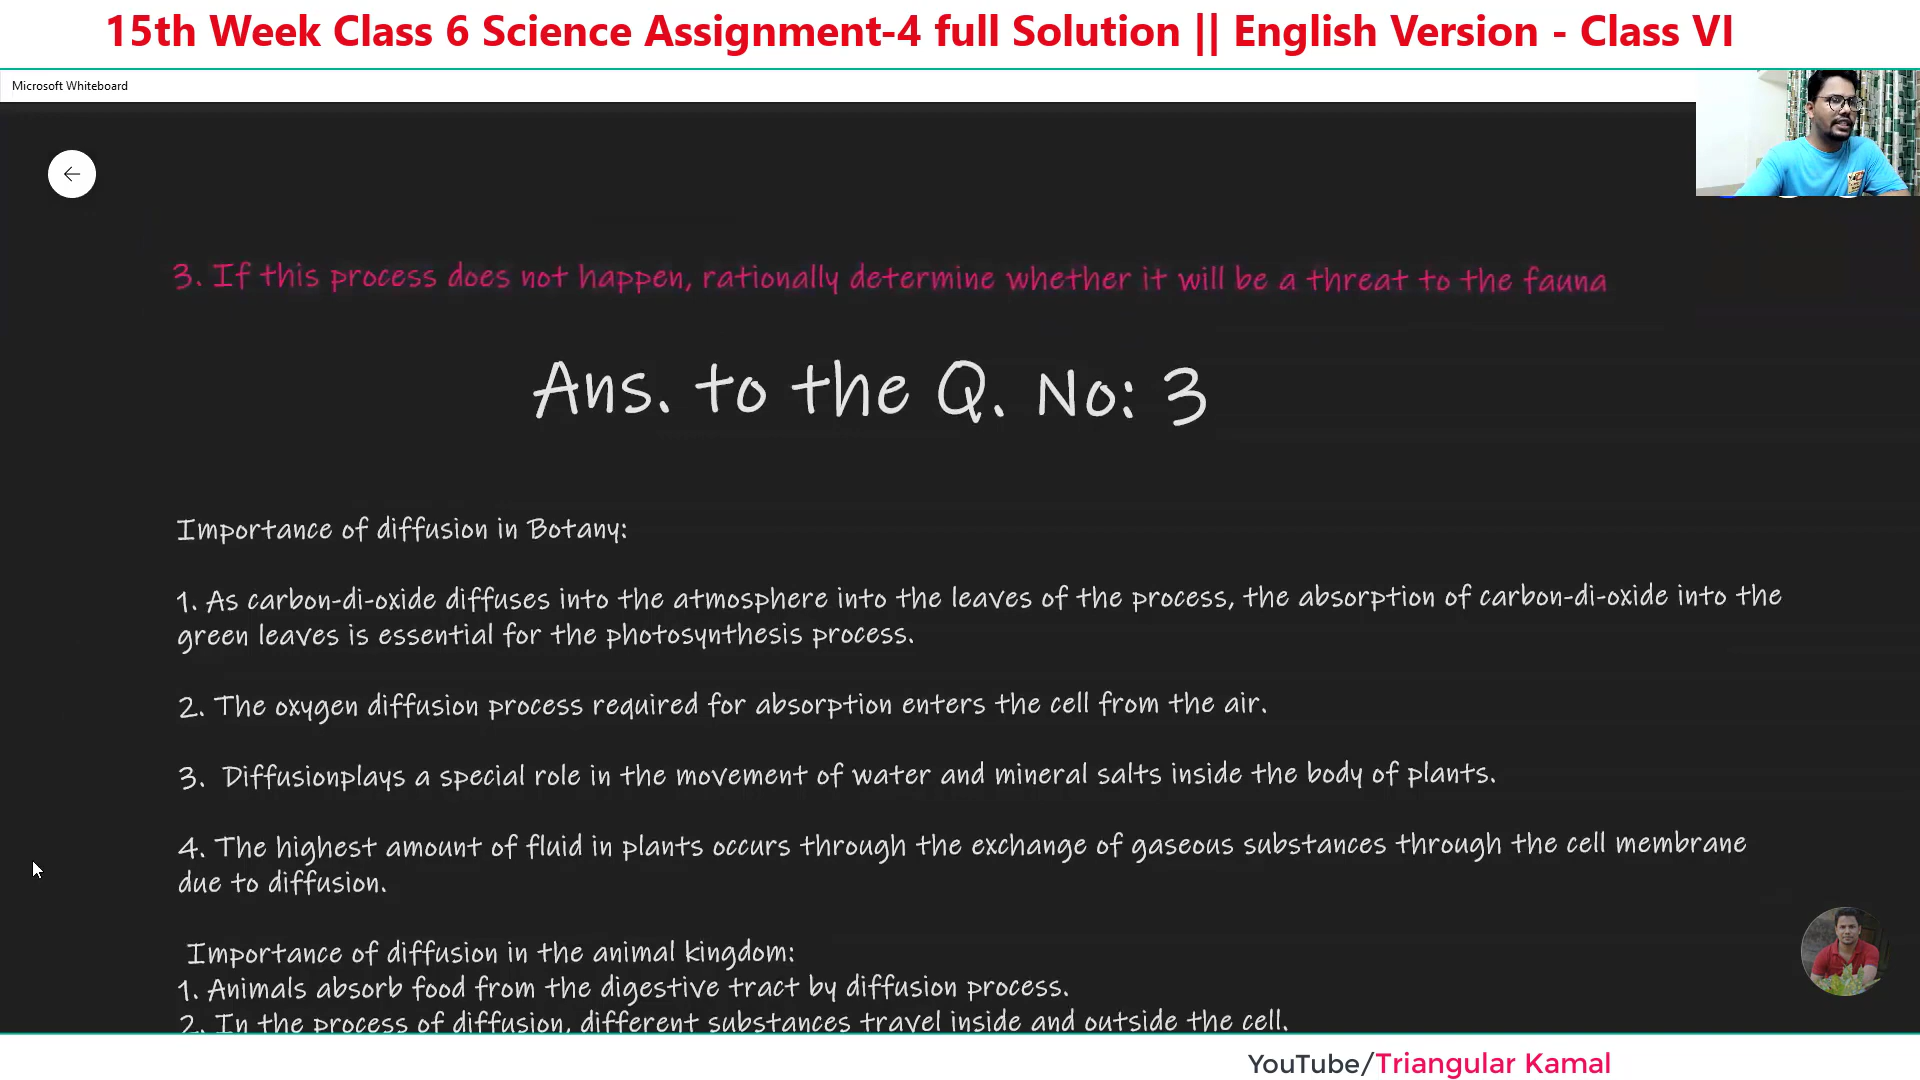 15th Week Class 6 Science Assignment-4 full Solution || English Version - Class VI
Microsoft Whiteboard
3. If this process does not happen, rationally determine whether it will be a threat to the fauna
Ans. to the Q. No: 3
Importance of diffusion in Botany:
1. As carbon-di-oxide diffuses into the atmosphere into the leaves of the process, the absorption of carbon-di-oxide into the
green leaves is essential for the photosynthesis process.
2. The oxygen diffusion process required for absorption enters the cell from the air.
3. Diffusionplays a special role in the movement of water and mineral salts inside the body of plants.
4. The highest amount of fluid in plants occurs through the exchange of gaseous substances through the cell membrane
due to diffusion.
Importance of diffusion in the animal kingdom:
1. Animals absorb food from the digestive tract by diffusion process.
2. In the process of diffusion, different substances travel inside and outside the cell.
YouTube/Triangular Kamal